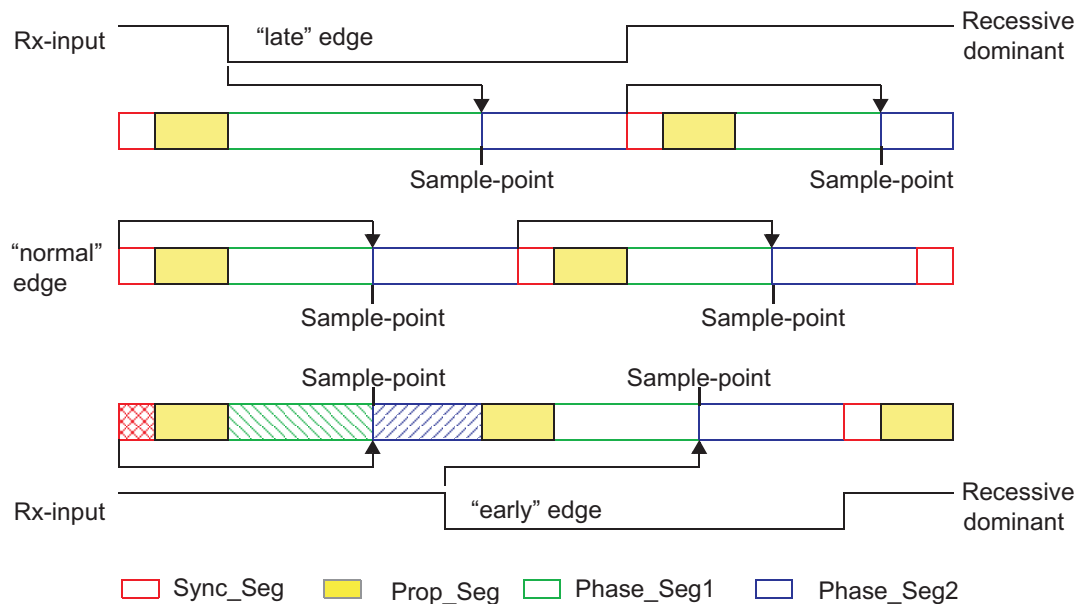 Rx-input
“late” edge
Recessive
dominant
Sample-point
Sample-point
“normal”
edge
Sample-point
Sample-point
Sample-point
Sample-point
Rx-input
“early” edge
Recessive
dominant
Sync_Seg
Prop_Seg
Phase_Seg1
Phase_Seg2